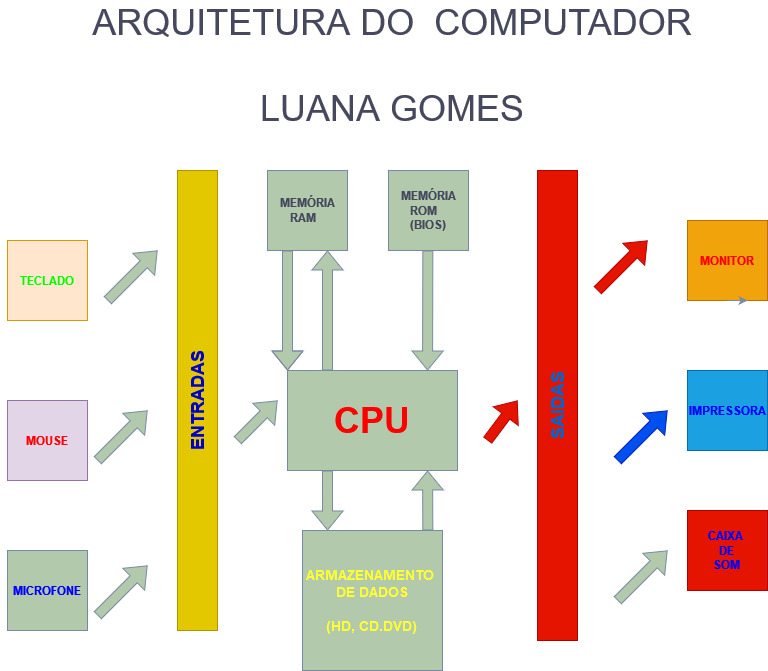 ARQUITETURA DO COMPUTADOR
LUANA GOMES
MEMÓRIA
RAM
MEMÓRIA
ROM
(BIOS)
TECLADO
MOUSE
MICROFONE
ENTRADAS
CPU
ARMAZENAMENTO
DE DADOS
(HD, CD.DVD)
SAIDAS
MONITOR
IMPRESSORA
CAIXA
DE
SOM